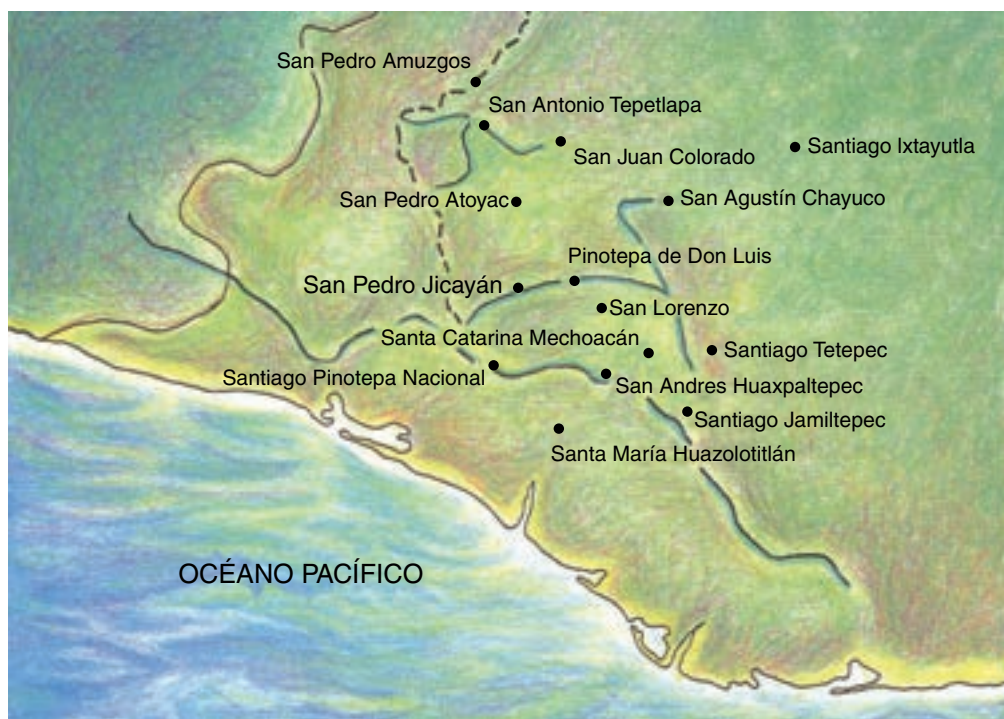 San Pedro Amuzgos
San Antonio Tepetlapa
San Juan Colorado
Santiago Ixtayutla
San Pedro Atoyac
San Agustín Chayuco
Pinotepa de Don Luis
San Pedro Jicayán
San Lorenzo
Santa Catarina Mechoacán
Santiago Tetepec
Santiago Pinotepa Nacional
San Andres Huaxpaltepec
Santiago Jamiltepec
Santa María Huazolotitlán
OCÉANO PACÍFICO